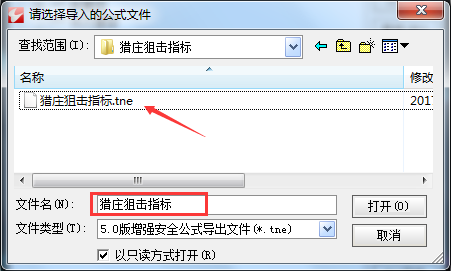 请选择导入的公式文件
查找范围(I): 猎庄狙击指标
名称 修改
猎庄狙击指标.tne 2017
文件名(N): 猎庄狙击指标 打开(O)
文件类型(T): 5.0版增强安全公式导出文件(*.tne) 取消
以只读方式打开(R)